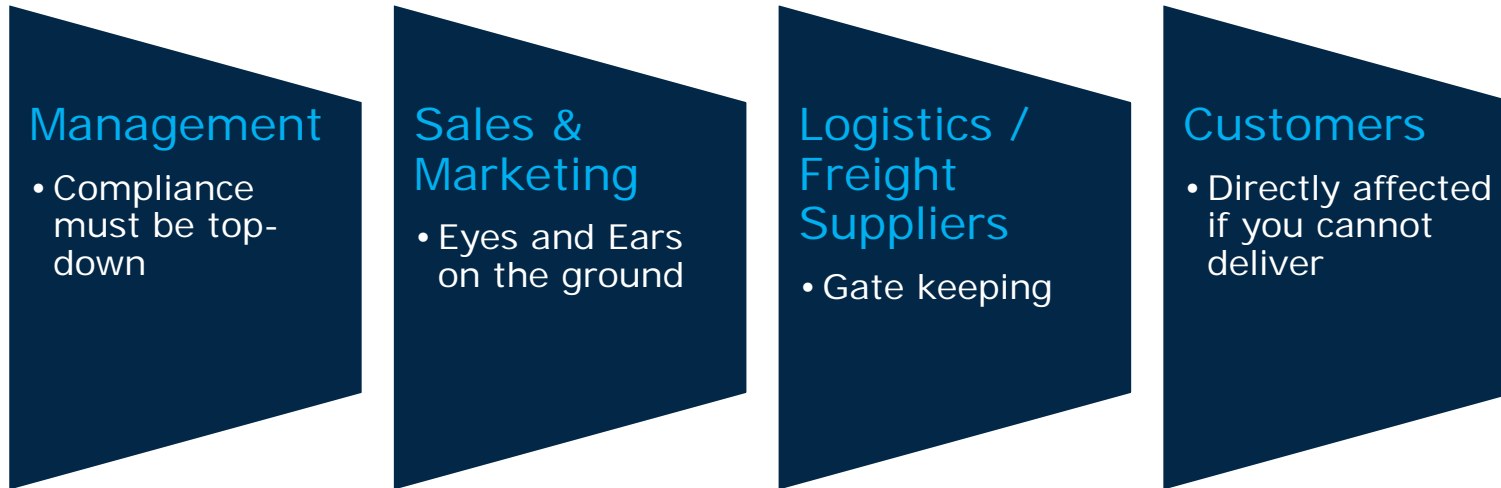 Management
• Compliance
must be top-
down
Sales &
Marketing
• Eyes and Ears
on the ground
Logistics /
Freight
Suppliers
• Gate keeping
Customers
• Directly affected
if you cannot
deliver